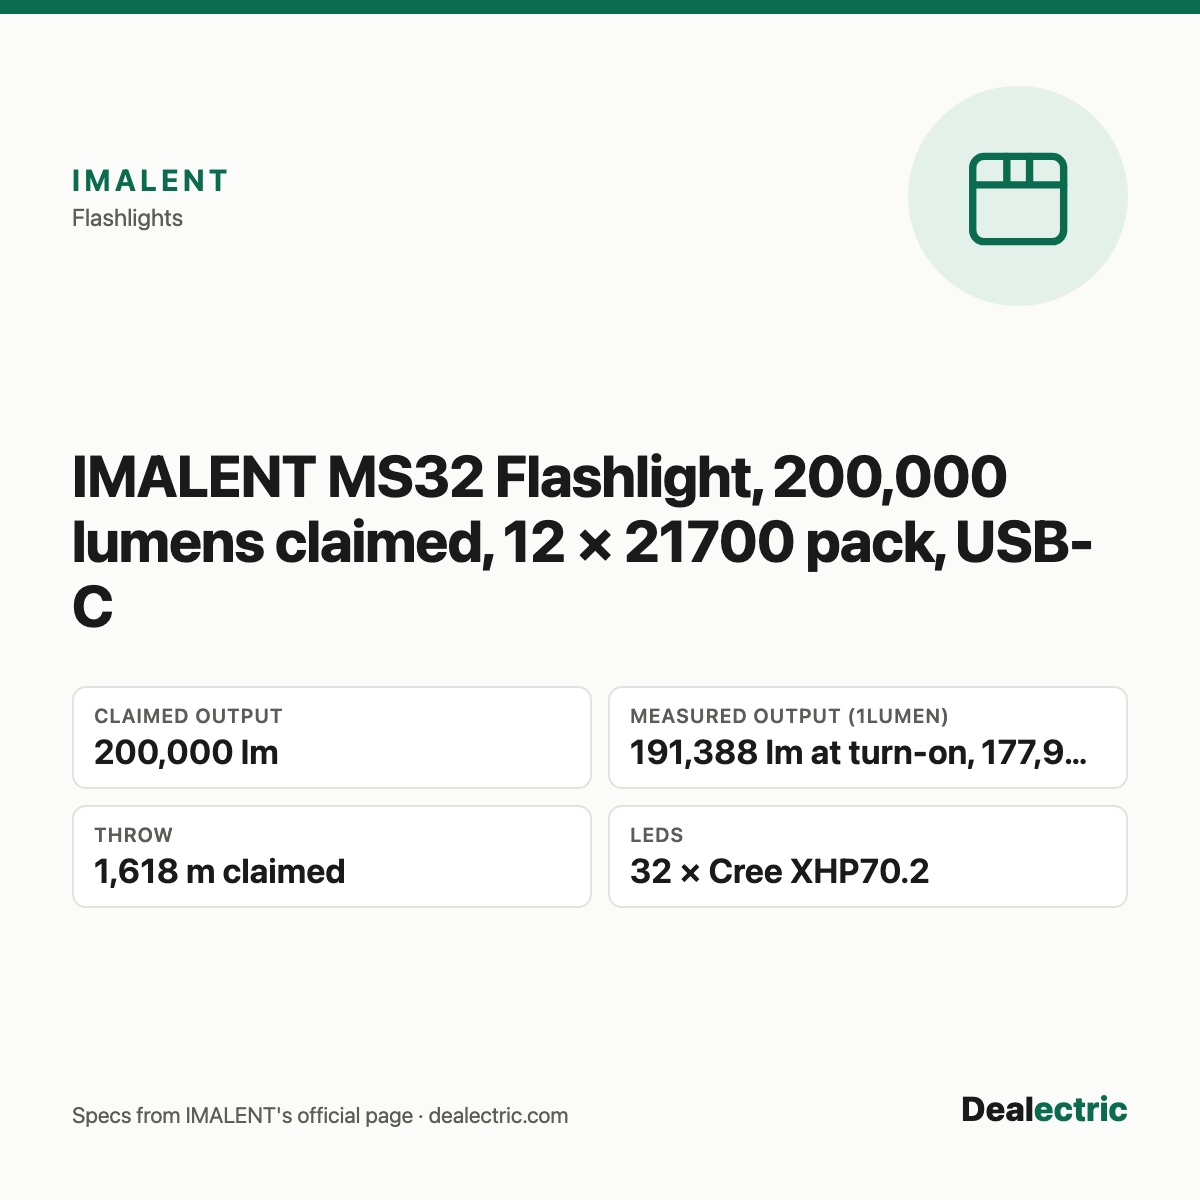 IMALENT
Flashlights
IMALENT MS32 Flashlight, 200,000
lumens claimed, 12 × 21700 pack, USB-
C
CLAIMED OUTPUT
200,000 lm
MEASURED OUTPUT (1LUMEN)
191,388 lm at turn-on, 177,9…
THROW
1,618 m claimed
LEDS
32 × Cree XHP70.2
Specs from IMALENT's official page · dealectric.com
Dealectric